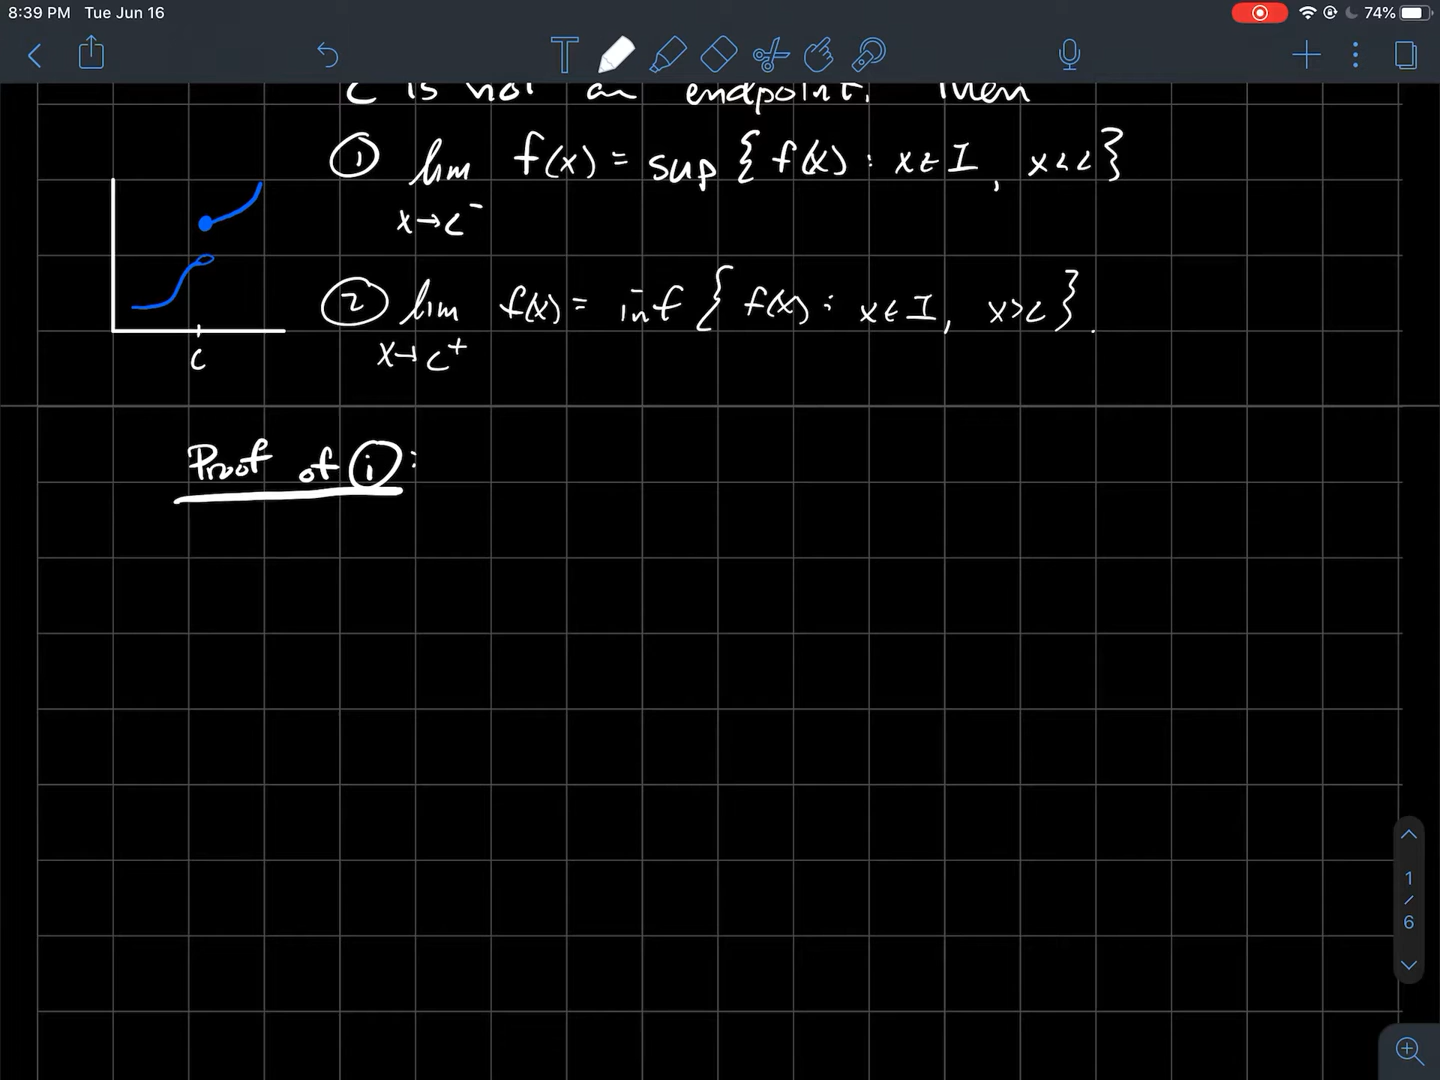 8:39 PM Tue Jun 16
74%
T
c is not an endpoint. Then
① lim f(x) = sup { f(x) : x ∈ I, x < c }
x→c⁻
② lim f(x) = inf { f(x) : x ∈ I, x > c }.
x→c⁺
c
Proof of ⓘ:
1
/
6